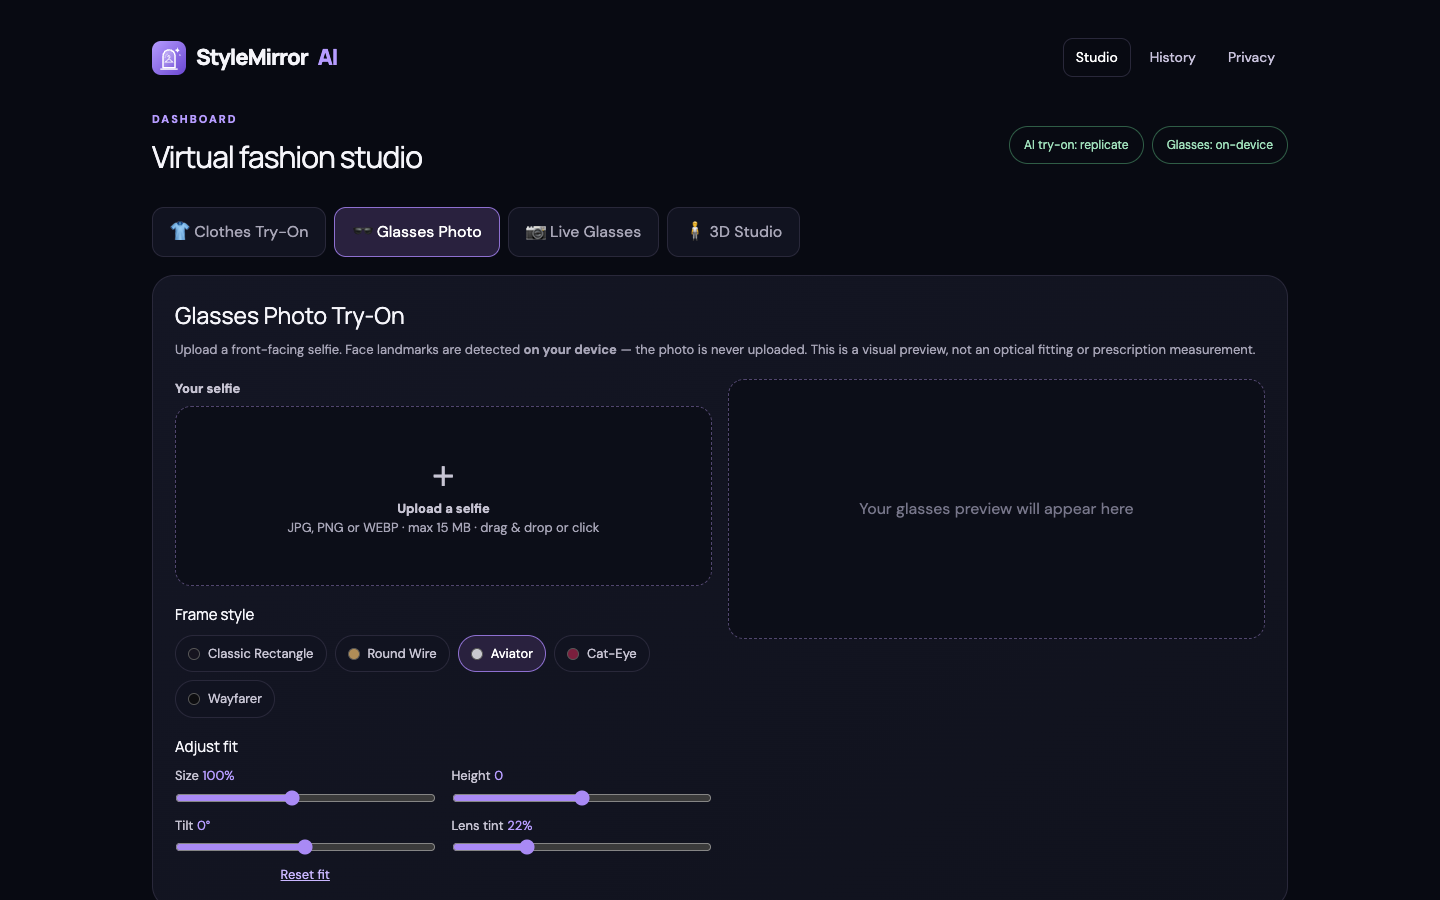 StyleMirror AI
Studio
History
Privacy
DASHBOARD
Virtual fashion studio
AI try-on: replicate
Glasses: on-device
Clothes Try-On
Glasses Photo
Live Glasses
3D Studio
Glasses Photo Try-On
Upload a front-facing selfie. Face landmarks are detected on your device — the photo is never uploaded. This is a visual preview, not an optical fitting or prescription measurement.
Your selfie
+
Upload a selfie
JPG, PNG or WEBP · max 15 MB · drag & drop or click
Your glasses preview will appear here
Frame style
Classic Rectangle
Round Wire
Aviator
Cat-Eye
Wayfarer
Adjust fit
Size 100%
Height 0
Tilt 0°
Lens tint 22%
Reset fit